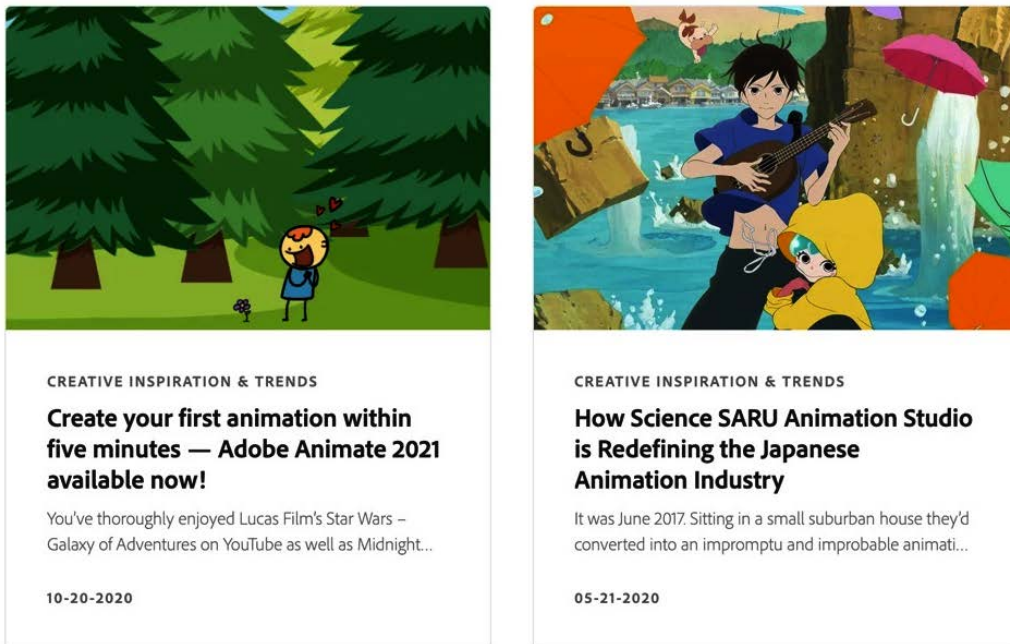 CREATIVE INSPIRATION & TRENDS
Create your first animation within
five minutes — Adobe Animate 2021
available now!
You’ve thoroughly enjoyed Lucas Film’s Star Wars –
Galaxy of Adventures on YouTube as well as Midnight...
10-20-2020
CREATIVE INSPIRATION & TRENDS
How Science SARU Animation Studio
is Redefining the Japanese
Animation Industry
It was June 2017. Sitting in a small suburban house they’d
converted into an impromptu and improbable animati...
05-21-2020